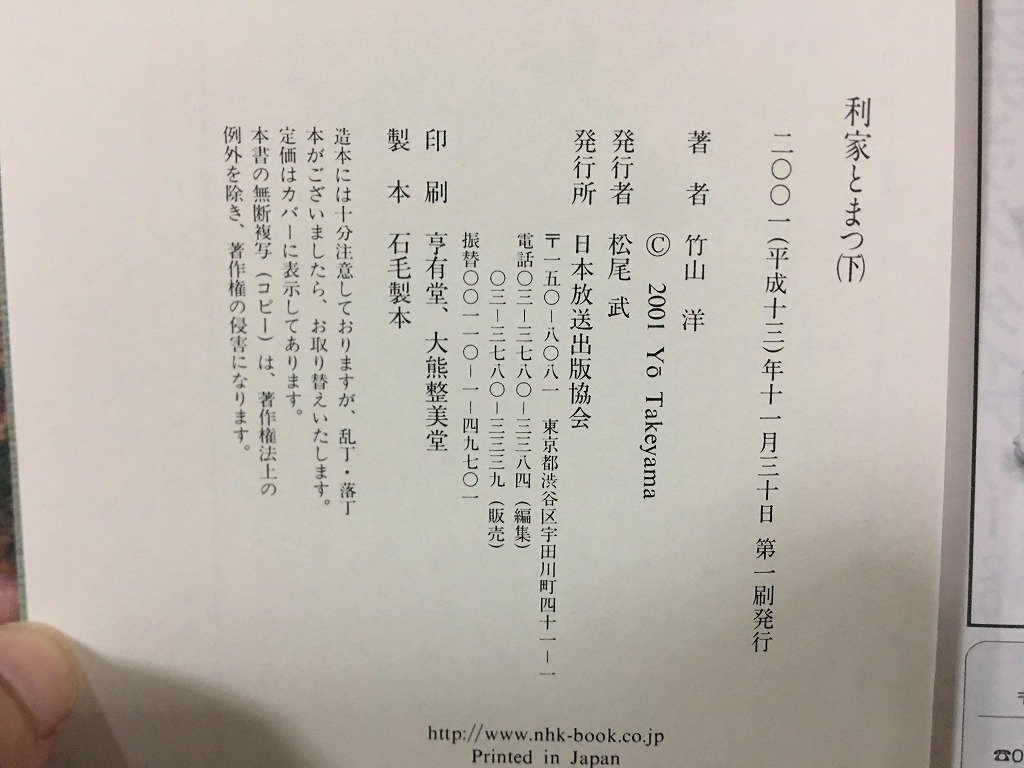 利家とまつ(下)
二〇〇一(平成十三)年十一月三十日 第一刷発行
著者 竹山 洋
© 2001 Yō Takeyama
発行者 松尾 武
発行所 日本放送出版協会
〒一五〇-八〇八一 東京都渋谷区宇田川町四十一-一
電話〇三-三七八〇-三三八四(編集)
〇三-三七八〇-三三三九(販売)
振替〇〇一一〇-一-四九七〇一
印刷 亨有堂、大熊整美堂
製本 石毛製本
造本には十分注意しておりますが、乱丁・落丁
本がございましたら、お取り替えいたします。
定価はカバーに表示してあります。
本書の無断複写(コピー)は、著作権法上の
例外を除き、著作権の侵害になります。
http://www.nhk-book.co.jp
Printed in Japan